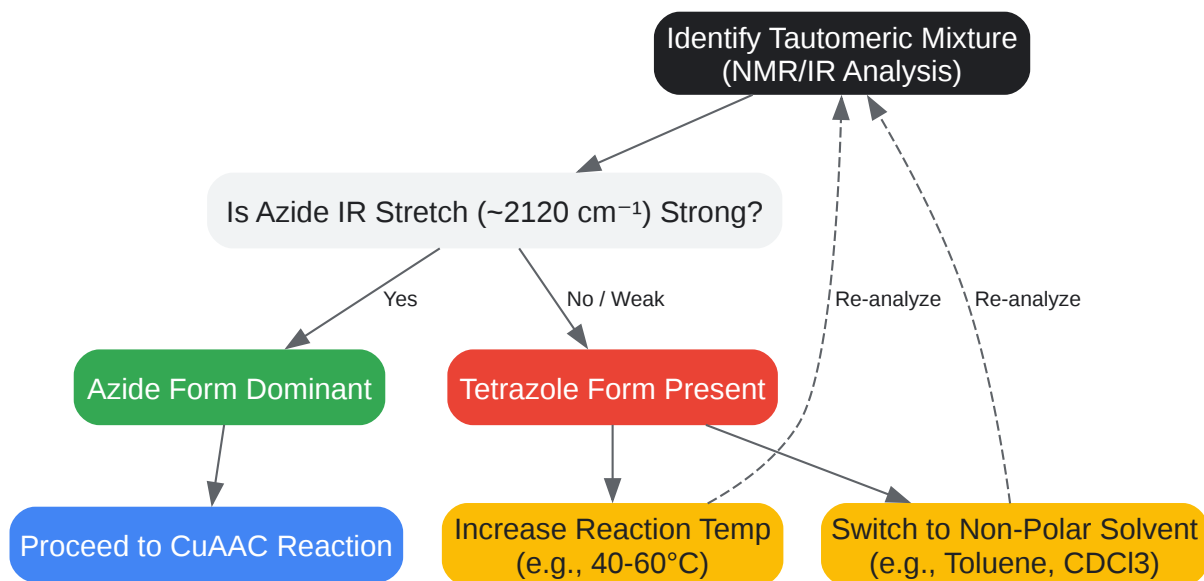 Identify Tautomeric Mixture
(NMR/IR Analysis)
Is Azide IR Stretch (~2120 cm⁻¹) Strong?
Yes
No / Weak
Re-analyze
Re-analyze
Azide Form Dominant
Tetrazole Form Present
Proceed to CuAAC Reaction
Increase Reaction Temp
(e.g., 40-60°C)
Switch to Non-Polar Solvent
(e.g., Toluene, CDCl3)